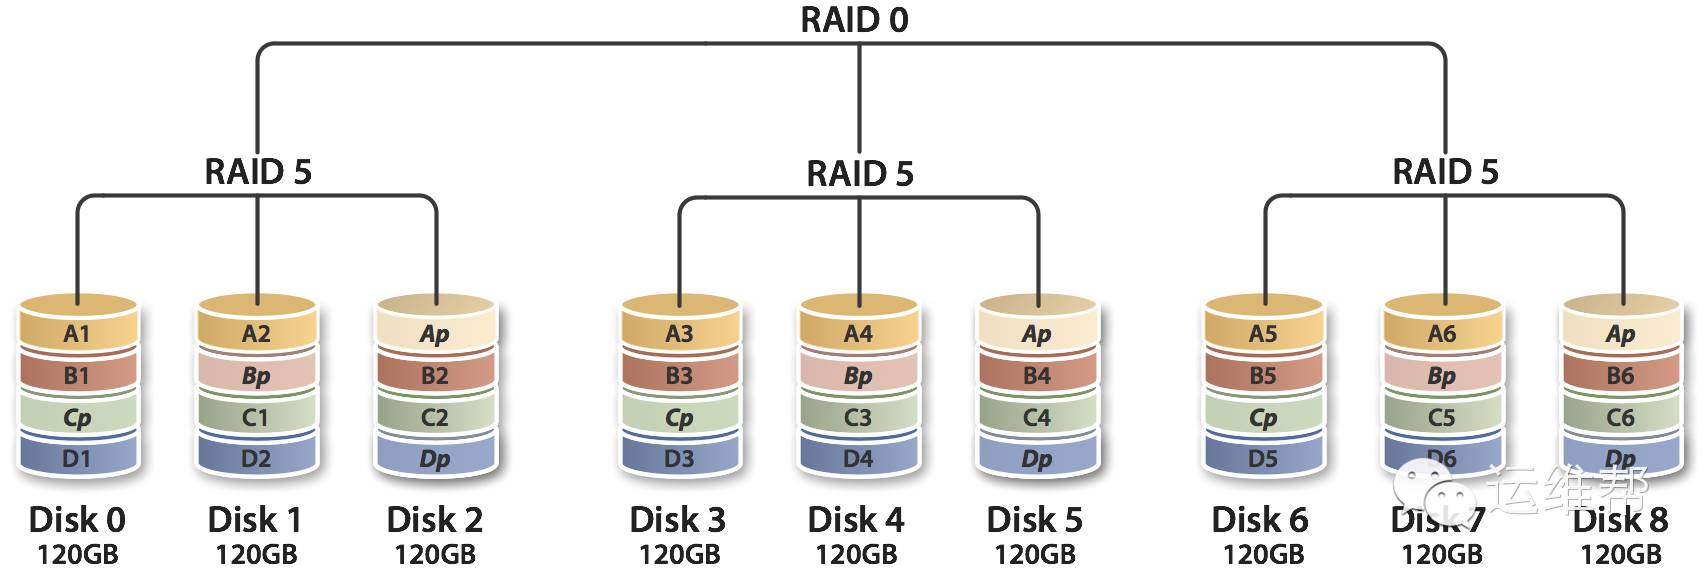 RAID 0
RAID 5 RAID 5 RAID 5
A1 A2 Ap A3 A4 Ap A5 A6 Ap
B1 Bp B2 B3 Bp B4 B5 Bp B6
Cp C1 C2 Cp C3 C4 Cp C5 C6
D1 D2 Dp D3 D4 Dp D5 D6 Dp
运维帮
Disk 0 Disk 1 Disk 2 Disk 3 Disk 4 Disk 5 Disk 6 Disk 7 Disk 8
120GB 120GB 120GB 120GB 120GB 120GB 120GB 120GB 120GB